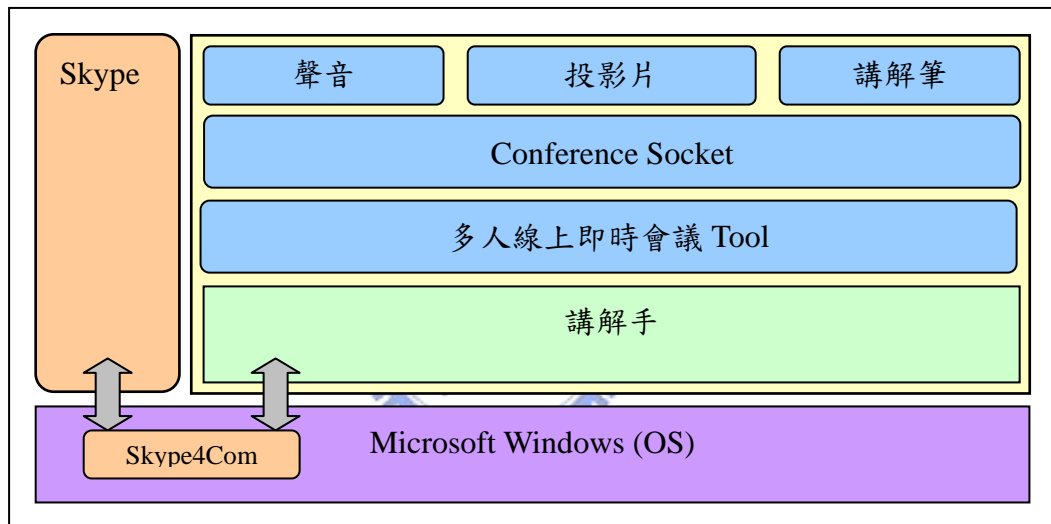 Skype
聲音
投影片
講解筆
Conference Socket
多人線上即時會議 Tool
講解手
Microsoft Windows (OS)
Skype4Com